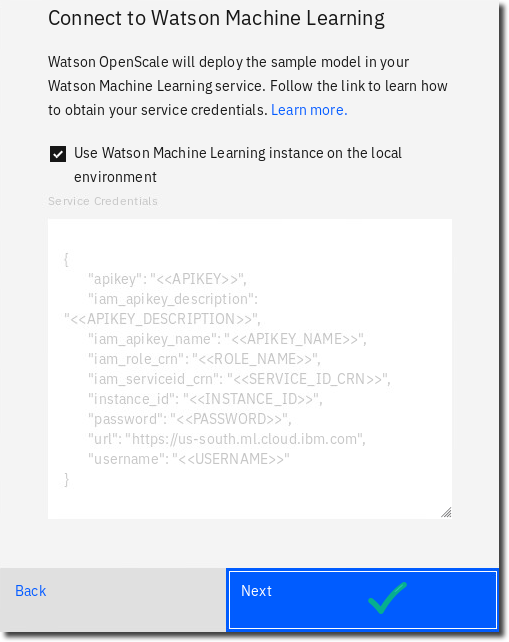 Connect to Watson Machine Learning
Watson OpenScale will deploy the sample model in your
Watson Machine Learning service. Follow the link to learn how
to obtain your service credentials. Learn more.
Use Watson Machine Learning instance on the local
environment
Service Credentials
{
"apikey": "<<APIKEY>>",
"iam_apikey_description":
"<<APIKEY_DESCRIPTION>>",
"iam_apikey_name": "<<APIKEY_NAME>>",
"iam_role_crn": "<<ROLE_NAME>>",
"iam_serviceid_crn": "<<SERVICE_ID_CRN>>",
"instance_id": "<<INSTANCE_ID>>",
"password": "<<PASSWORD>>",
"url": "https://us-south.ml.cloud.ibm.com",
"username": "<<USERNAME>>"
}
Back
Next